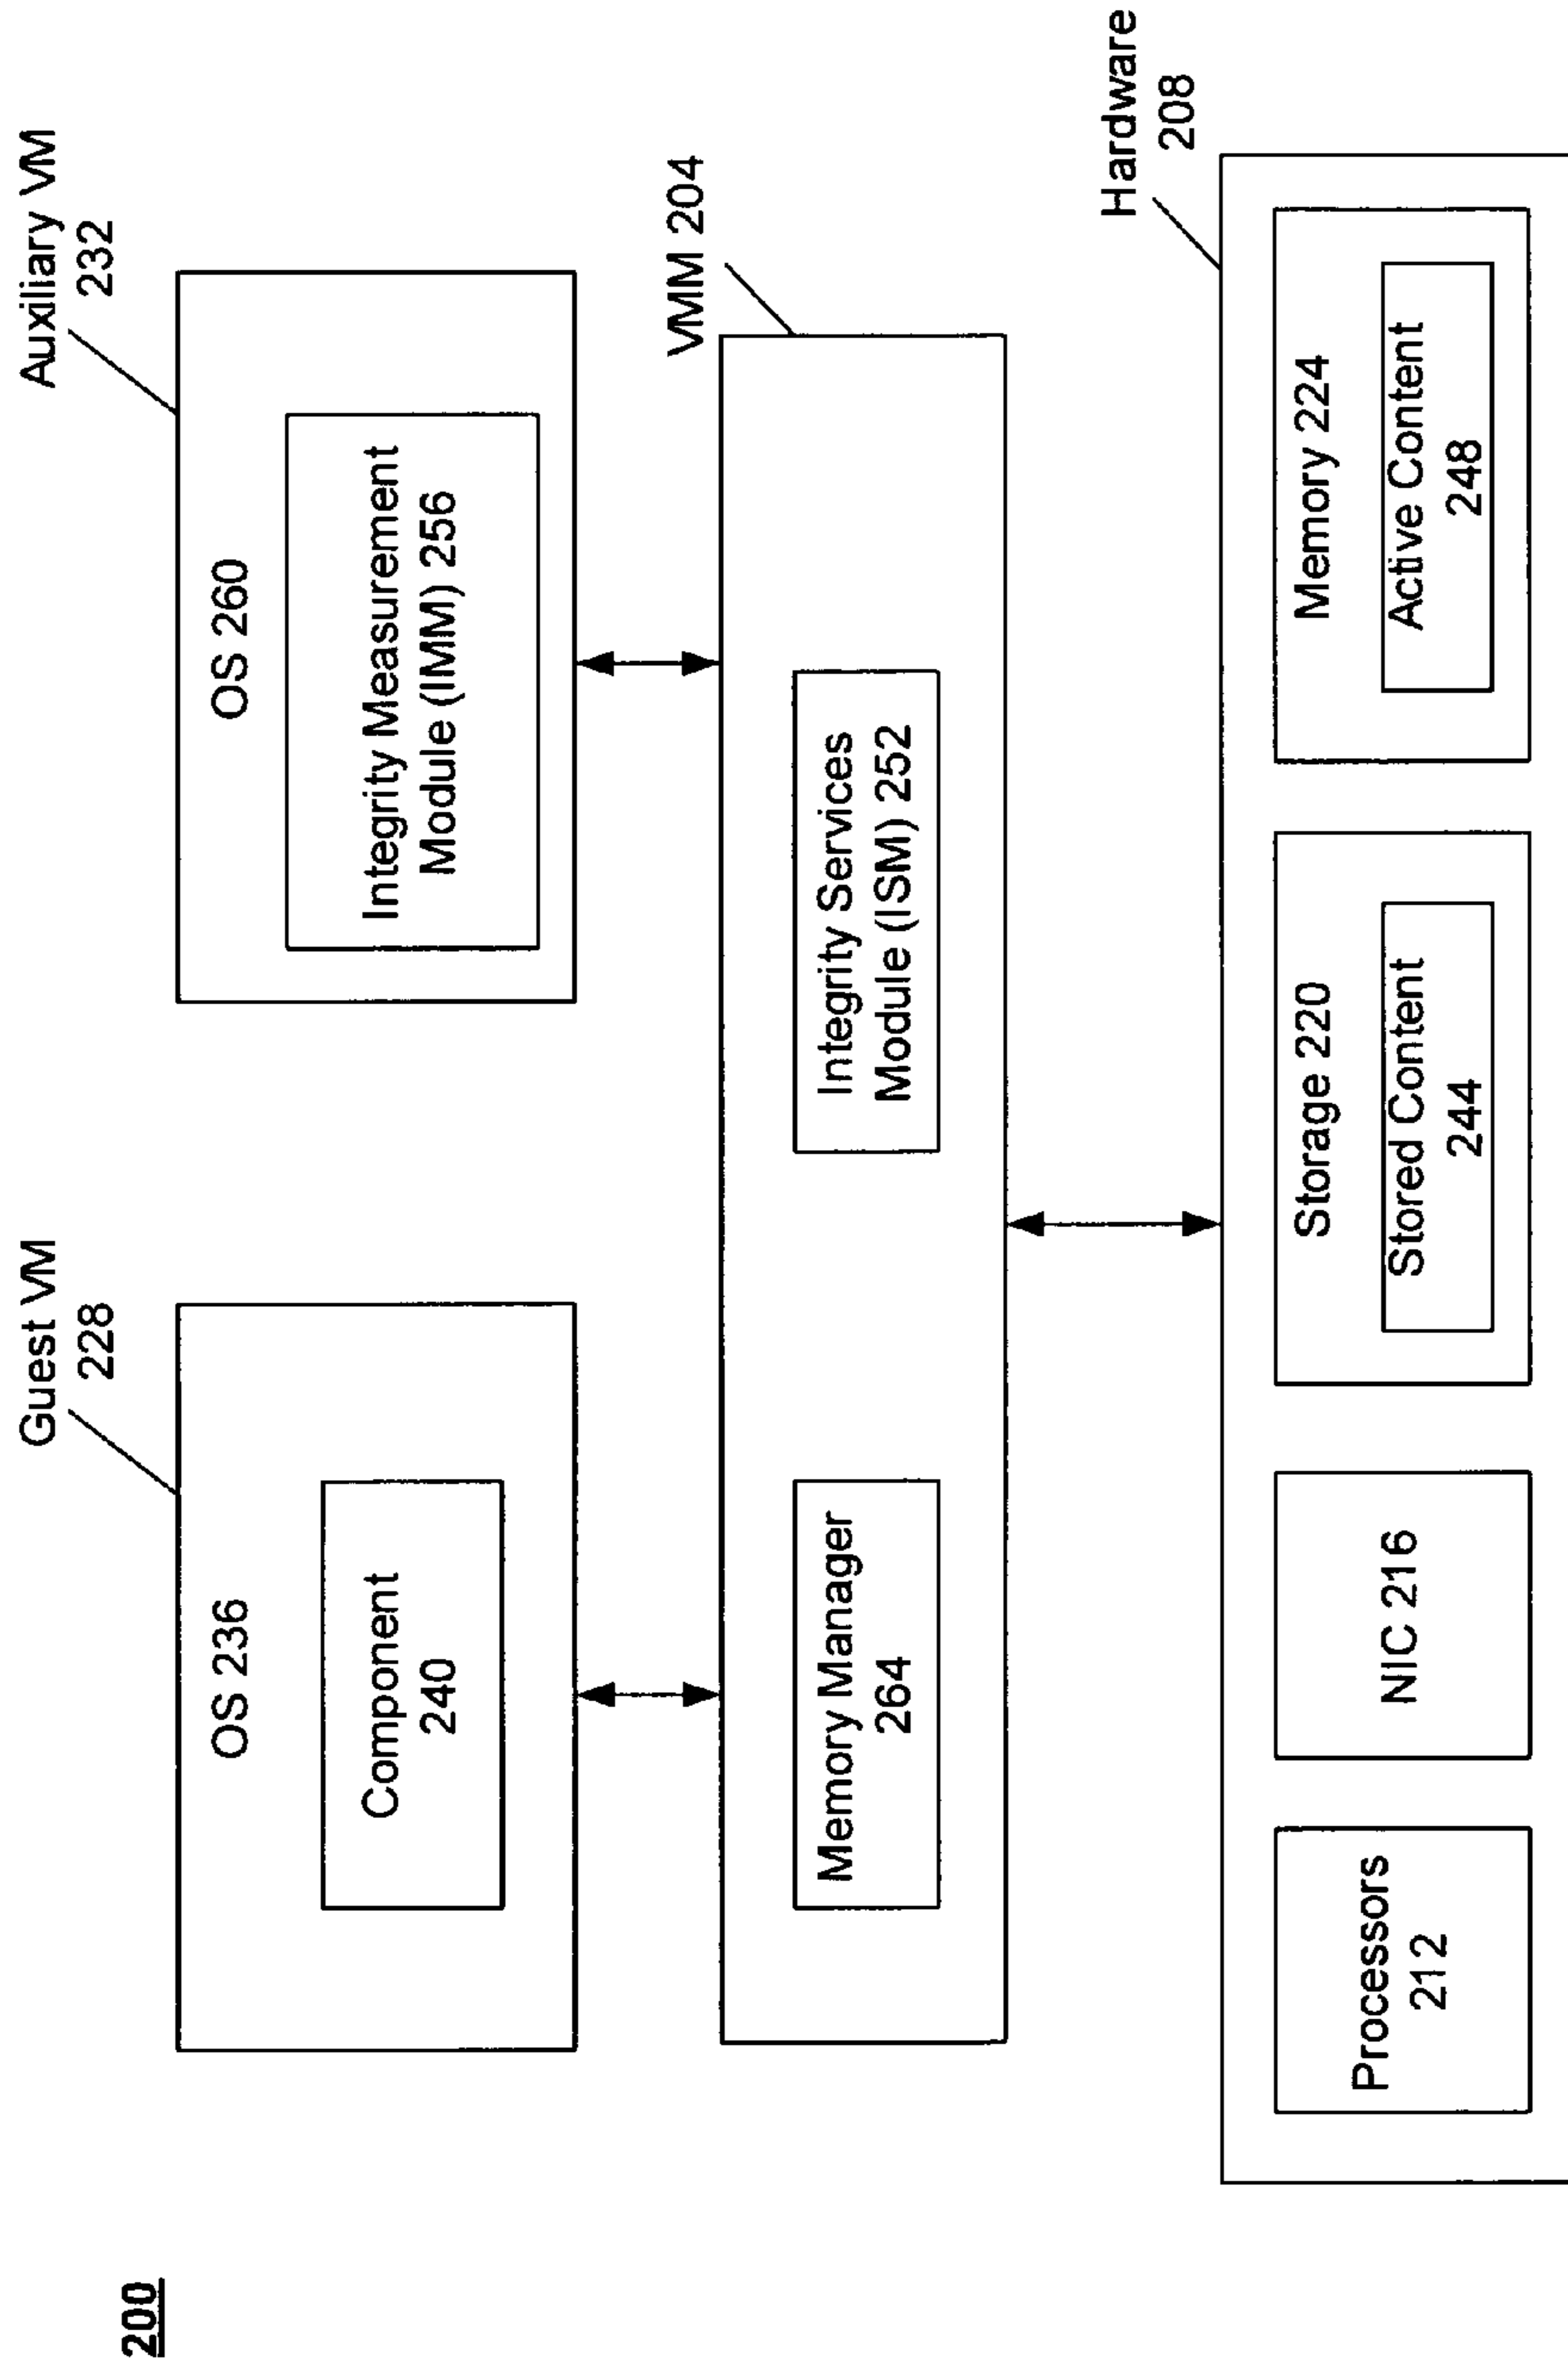 200
Guest VM
228
Auxiliary VM
232
OS 236
Component
240
OS 260
Integrity Measurement
Module (IMM) 256
VMM 204
Memory Manager
264
Integrity Services
Module (ISM) 252
Hardware
208
Processors
212
NIC 216
Storage 220
Stored Content
244
Memory 224
Active Content
248